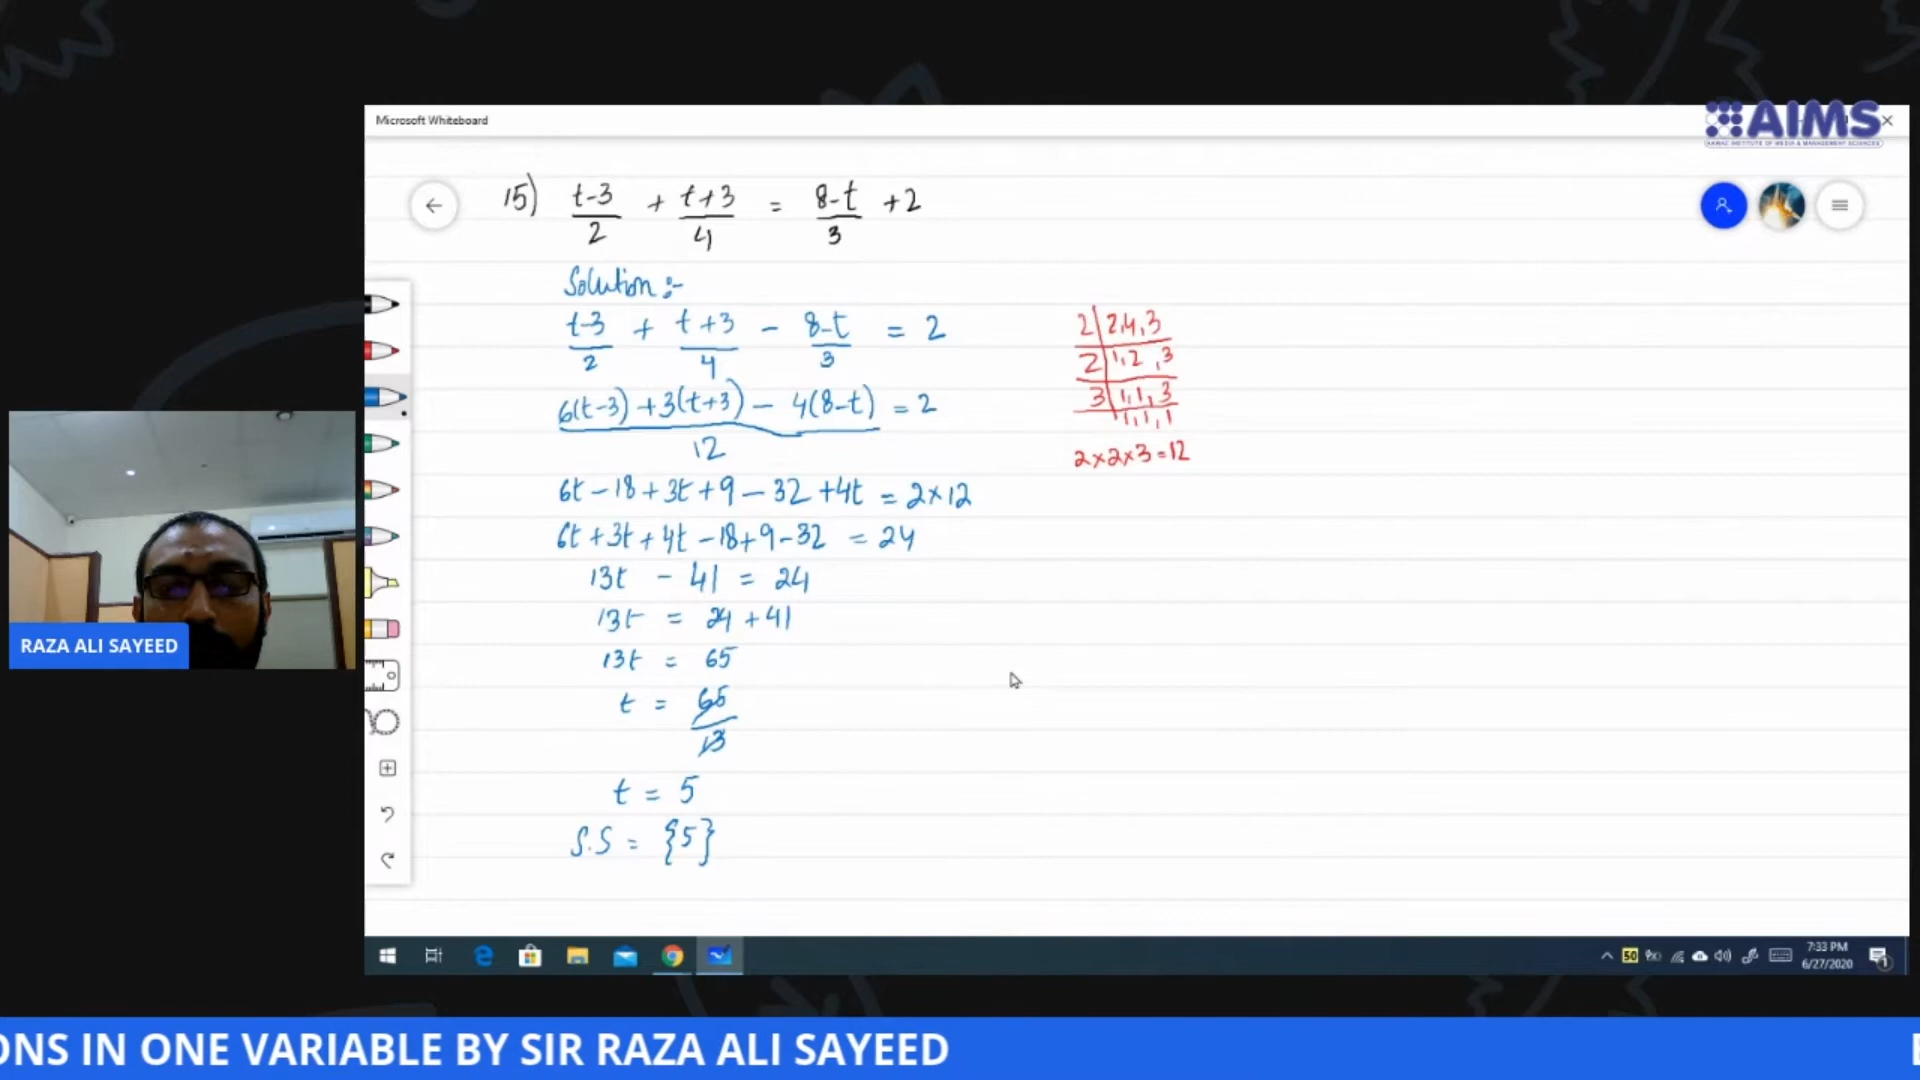 Microsoft Whiteboard
AIMS
15) t-3/2 + t+3/4 = 8-t/3 +2
Solution :-
t-3/2 + t+3/4 - 8-t/3 = 2
6(t-3) +3(t+3) - 4(8-t)/12 = 2
6t -18 +3t +9 -32 +4t = 2×12
6t +3t +4t -18+9-32 = 24
13t - 41 = 24
13t = 24 +41
13t = 65
t = 65/13
t = 5
S.S = {5}
2| 2,4,3
2| 1,2,3
3| 1,1,3
1,1,1
2×2×3=12
RAZA ALI SAYEED
50
7:33 PM
6/27/2020
1
ONS IN ONE VARIABLE BY SIR RAZA ALI SAYEED